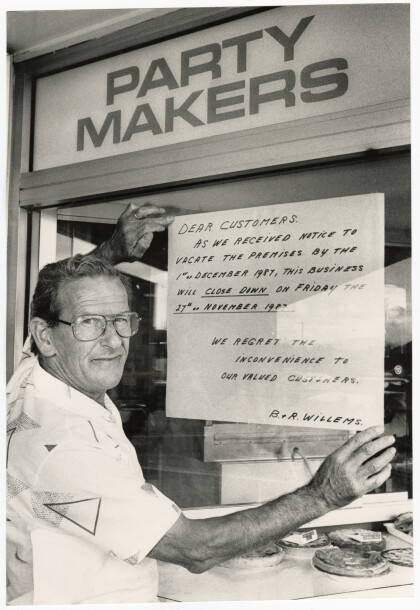 PARTY
MAKERS
DEAR CUSTOMERS.
AS WE RECEIVED NOTICE TO
VACATE THE PREMISES BY THE
1st OF DECEMBER 1987, THIS BUSINESS
WILL CLOSE DOWN ON FRIDAY THE
27th OF NOVEMBER 1987
WE REGRET THE
INCONVENIENCE TO
OUR VALUED CUSTOMERS.
B+R. WILLEMS.